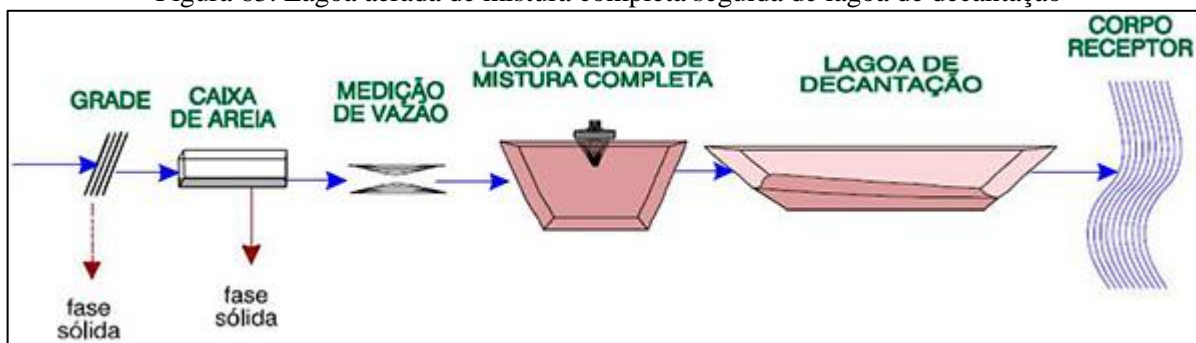 Figura 63: Lagoa aerada de mistura completa seguida de lagoa de decantação
GRADE
CAIXA
DE AREIA
MEDIÇÃO
DE VAZÃO
LAGOA AERADA DE
MISTURA COMPLETA
LAGOA DE
DECANTAÇÃO
CORPO
RECEPTOR
fase
sólida
fase
sólida